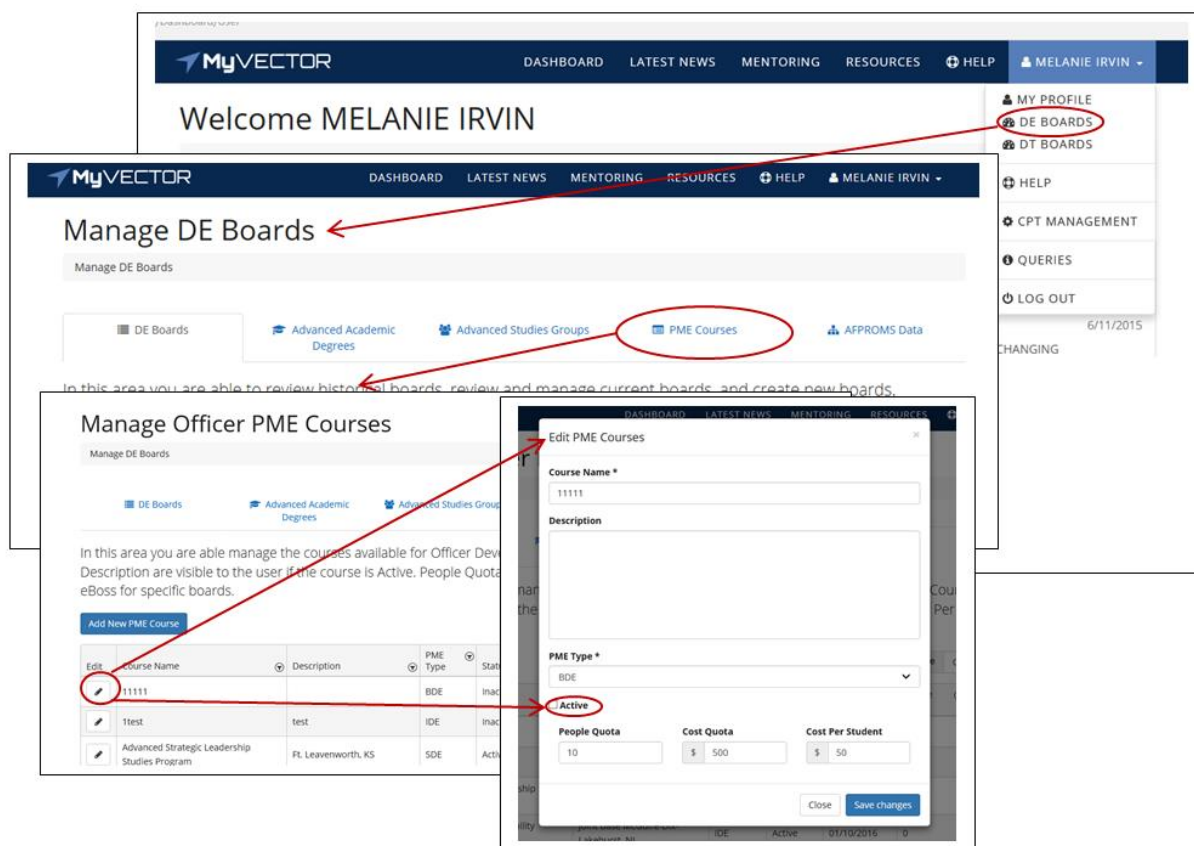 MyVECTOR
DASHBOARD LATEST NEWS MENTORING RESOURCES HELP MELANIE IRVIN
Welcome MELANIE IRVIN
MY PROFILE
DE BOARDS
DT BOARDS
HELP
CPT MANAGEMENT
QUERIES
LOG OUT
6/11/2015
CHANGING
MyVECTOR
DASHBOARD LATEST NEWS MENTORING RESOURCES HELP MELANIE IRVIN
Manage DE Boards
Manage DE Boards
DE Boards
Advanced Academic
Degrees
Advanced Studies Groups
PME Courses
AFPROMS Data
In this area you are able to review historical boards, review and manage current boards, and create new boards.
Manage Officer PME Courses
Manage DE Boards
DE Boards
Advanced Academic
Degrees
Advanced Studies Group
In this area you are able manage the courses available for Officer Deve
Description are visible to the user if the course is Active. People Quota
eBoss for specific boards.
Add New PME Course
Edit Course Name Description PME Type Statu
11111 BDE Inac
1test test IDE Inac
Advanced Strategic Leadership
Studies Program Ft. Leavenworth, KS SDE Activ
DASHBOARD LATEST NEWS MENTORING RESOURCES
Edit PME Courses ×
Course Name *
11111
Description
PME Type *
BDE
Active
People Quota Cost Quota Cost Per Student
10 $ 500 $ 50
Close Save changes
IDE Active 01/10/2016 0